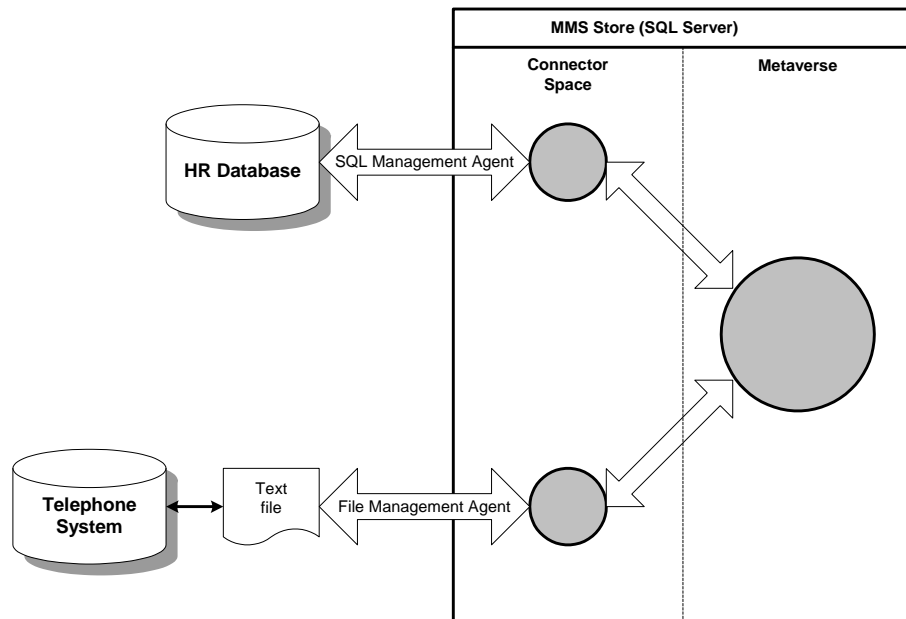 MMS Store (SQL Server)
Connector
Space
Metaverse
HR Database
SQL Management Agent
Telephone
System
Text
file
File Management Agent